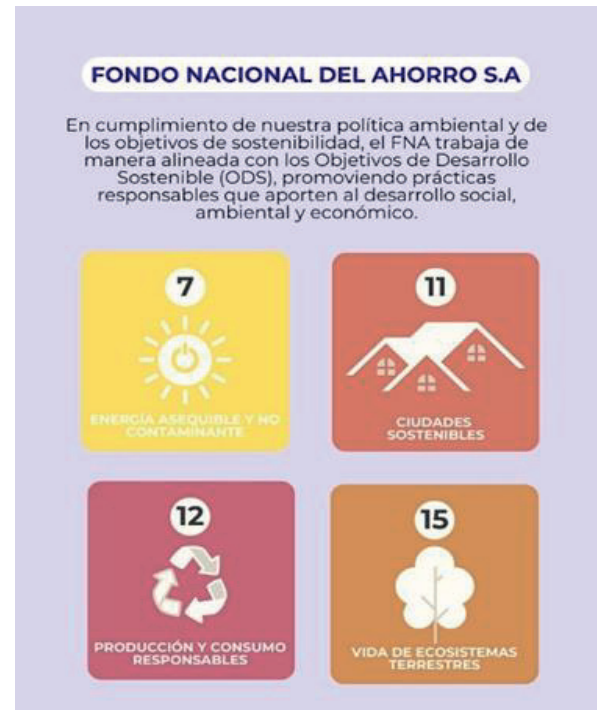 FONDO NACIONAL DEL AHORRO S.A
En cumplimiento de nuestra política ambiental y de
los objetivos de sostenibilidad, el FNA trabaja de
manera alineada con los Objetivos de Desarrollo
Sostenible (ODS), promoviendo prácticas
responsables que aporten al desarrollo social,
ambiental y económico.
7
ENERGÍA ASEQUIBLE Y NO
CONTAMINANTE
11
CIUDADES
SOSTENIBLES
12
PRODUCCIÓN Y CONSUMO
RESPONSABLES
15
VIDA DE ECOSISTEMAS
TERRESTRES